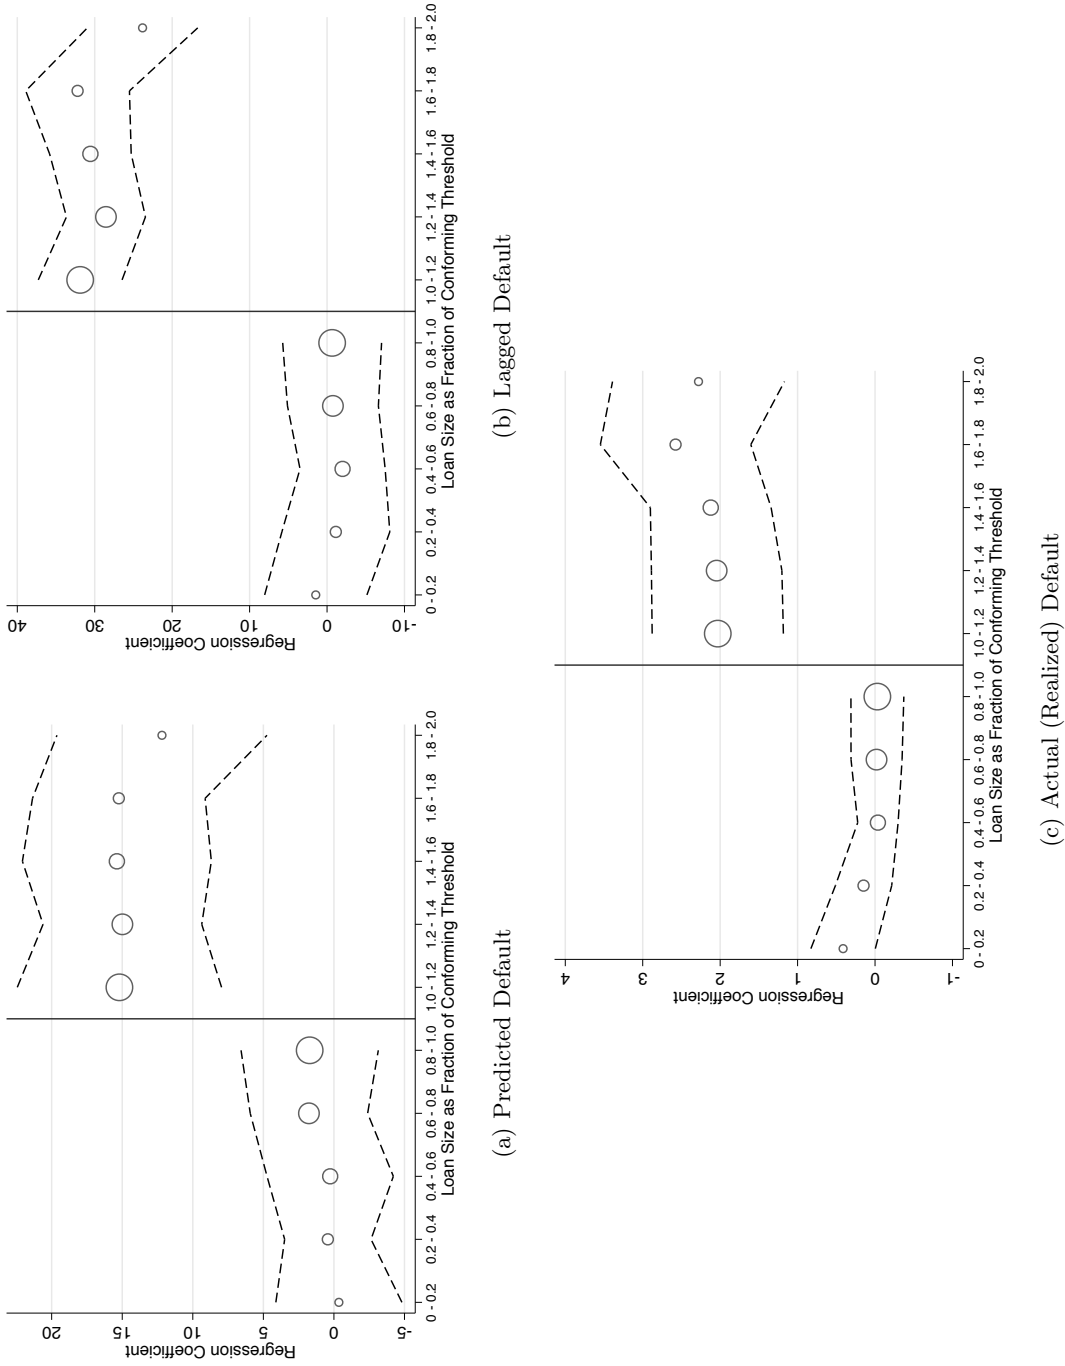 Regression Coefficient
-5 0 5 10 15 20
0 - 0.2 0.2 - 0.4 0.4 - 0.6 0.6 - 0.8 0.8 - 1.0 1.0 - 1.2 1.2 - 1.4 1.4 - 1.6 1.6 - 1.8 1.8 - 2.0
Loan Size as Fraction of Conforming Threshold
(a) Predicted Default
Regression Coefficient
-10 0 10 20 30 40
0 - 0.2 0.2 - 0.4 0.4 - 0.6 0.6 - 0.8 0.8 - 1.0 1.0 - 1.2 1.2 - 1.4 1.4 - 1.6 1.6 - 1.8 1.8 - 2.0
Loan Size as Fraction of Conforming Threshold
(b) Lagged Default
Regression Coefficient
-1 0 1 2 3 4
0 - 0.2 0.2 - 0.4 0.4 - 0.6 0.6 - 0.8 0.8 - 1.0 1.0 - 1.2 1.2 - 1.4 1.4 - 1.6 1.6 - 1.8 1.8 - 2.0
Loan Size as Fraction of Conforming Threshold
(c) Actual (Realized) Default